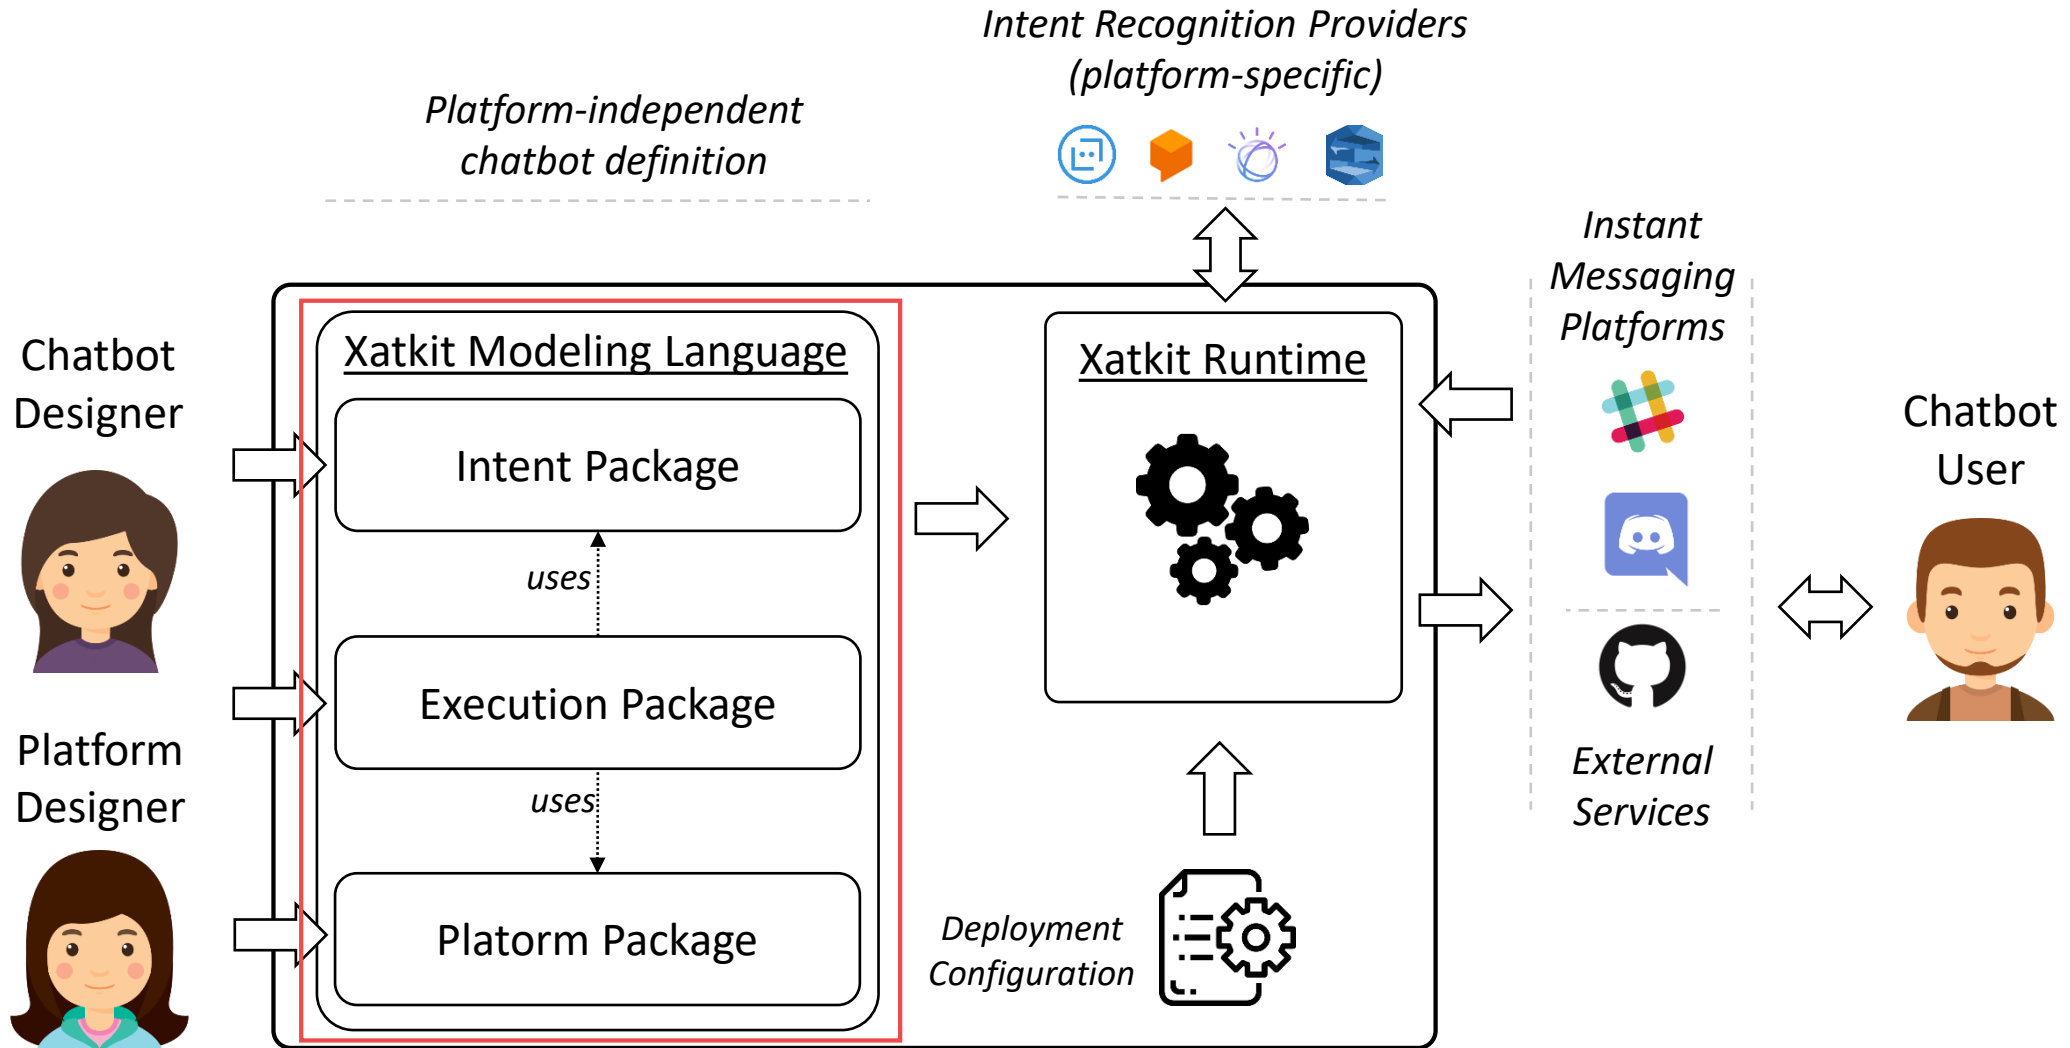 Intent Recognition Providers
(platform-specific)
Platform-independent
chatbot definition
Instant
Messaging
Platforms
Chatbot
Designer
Xatkit Modeling Language
Xatkit Runtime
Chatbot
User
Intent Package
uses
Execution Package
Platform
Designer
uses
External
Services
Platorm Package
Deployment
Configuration